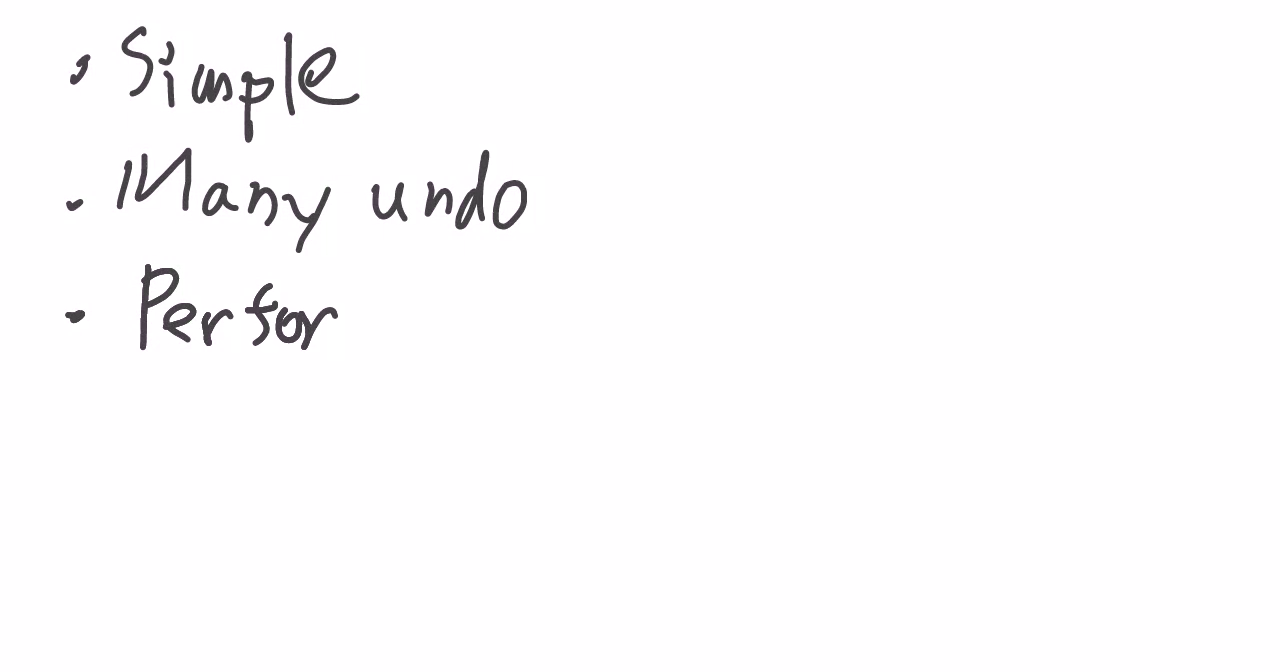 • Simple
• Many undo
• Perfor